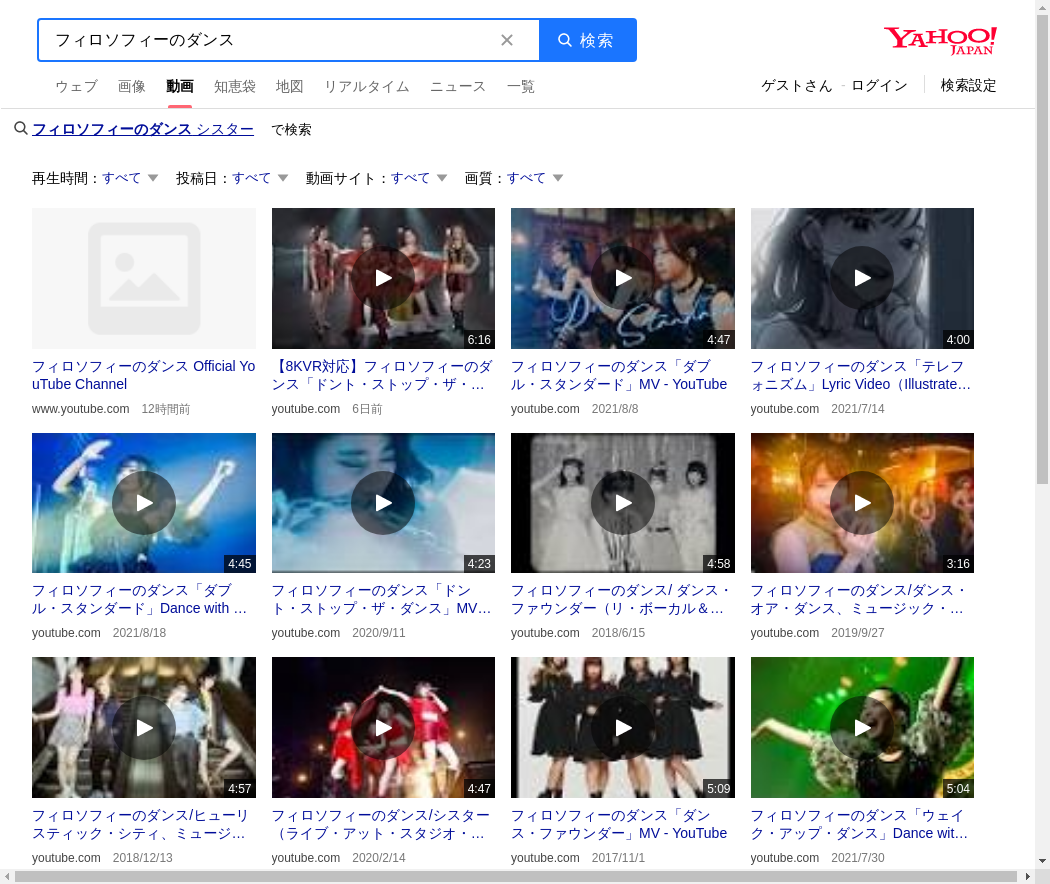 フィロソフィーのダンス
検索
YAHOO! JAPAN
ウェブ 画像 動画 知恵袋 地図 リアルタイム ニュース 一覧
ゲストさん - ログイン 検索設定
フィロソフィーのダンス シスター で検索
再生時間：すべて 投稿日：すべて 動画サイト：すべて 画質：すべて
フィロソフィーのダンス Official Yo
uTube Channel
www.youtube.com 12時間前
6:16
【8KVR対応】フィロソフィーのダ
ンス「ドント・ストップ・ザ・…
youtube.com 6日前
4:47
フィロソフィーのダンス「ダブ
ル・スタンダード」MV - YouTube
youtube.com 2021/8/8
4:00
フィロソフィーのダンス「テレフ
ォニズム」Lyric Video（Illustrate…
youtube.com 2021/7/14
4:45
フィロソフィーのダンス「ダブ
ル・スタンダード」Dance with …
youtube.com 2021/8/18
4:23
フィロソフィーのダンス「ドン
ト・ストップ・ザ・ダンス」MV…
youtube.com 2020/9/11
4:58
フィロソフィーのダンス/ ダンス・
ファウンダー（リ・ボーカル＆…
youtube.com 2018/6/15
3:16
フィロソフィーのダンス/ダンス・
オア・ダンス、ミュージック・…
youtube.com 2019/9/27
4:57
フィロソフィーのダンス/ヒューリ
スティック・シティ、ミュージ…
youtube.com 2018/12/13
4:47
フィロソフィーのダンス/シスター
（ライブ・アット・スタジオ・…
youtube.com 2020/2/14
5:09
フィロソフィーのダンス「ダン
ス・ファウンダー」MV - YouTube
youtube.com 2017/11/1
5:04
フィロソフィーのダンス「ウェイ
ク・アップ・ダンス」Dance wit…
youtube.com 2021/7/30